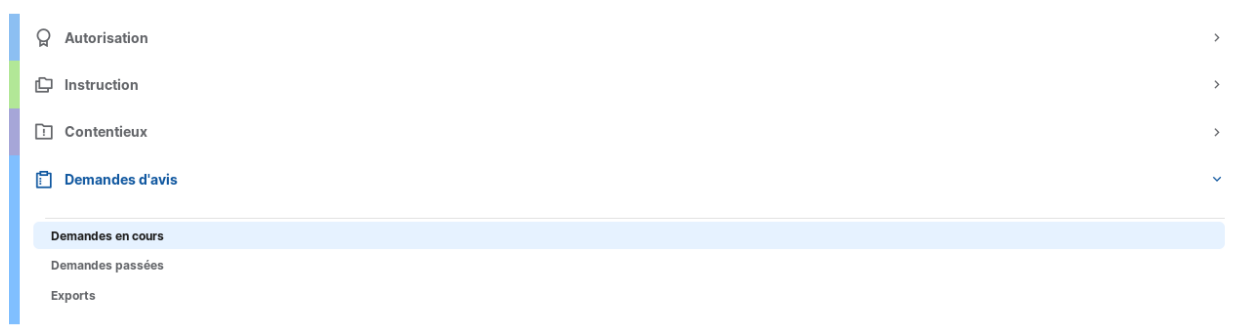 Autorisation
Instruction
Contentieux
Demandes d'avis
Demandes en cours
Demandes passées
Exports